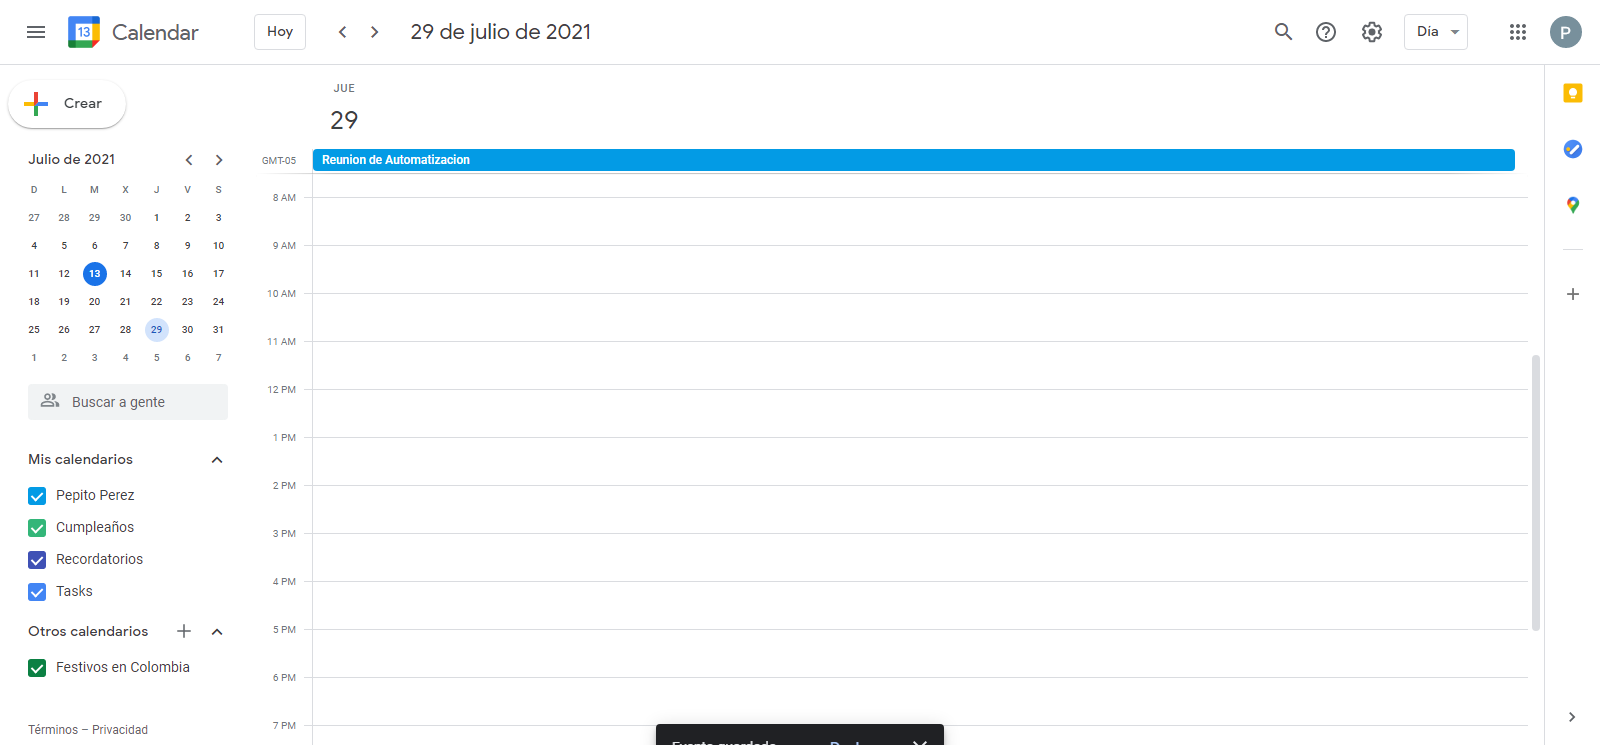 13 Calendar Hoy 29 de julio de 2021 Día P
Crear
Julio de 2021
D L M X J V S
27 28 29 30 1 2 3
4 5 6 7 8 9 10
11 12 13 14 15 16 17
18 19 20 21 22 23 24
25 26 27 28 29 30 31
1 2 3 4 5 6 7
Buscar a gente
Mis calendarios
Pepito Perez
Cumpleaños
Recordatorios
Tasks
Otros calendarios
Festivos en Colombia
Términos – Privacidad
JUE
29
GMT-05 Reunion de Automatizacion
8 AM
9 AM
10 AM
11 AM
12 PM
1 PM
2 PM
3 PM
4 PM
5 PM
6 PM
7 PM
Evento guardado